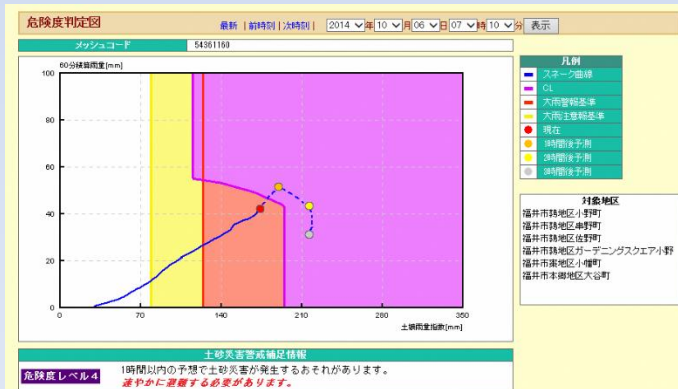 危険度判定図
最新 | 前時刻 | 次時刻 | 2014 年 10 月 06 日 07 時 10 分 表示
メッシュコード 54361160
60分積算雨量[mm]
100
80
60
40
20
0
0 70 140 210 280 350
土壌雨量指数[mm]
凡例
スネーク曲線
CL
大雨警報基準
大雨注意報基準
現在
1時間後予測
2時間後予測
3時間後予測
対象地区
福井市鶉地区小野町
福井市鶉地区串野町
福井市鶉地区佐野町
福井市鶉地区ガーデニングスクエア小野
福井市棗地区小幡町
福井市本郷地区大谷町
土砂災害警戒補足情報
危険度レベル4
1時間以内の予想で土砂災害が発生するおそれがあります。
速やかに避難する必要があります。